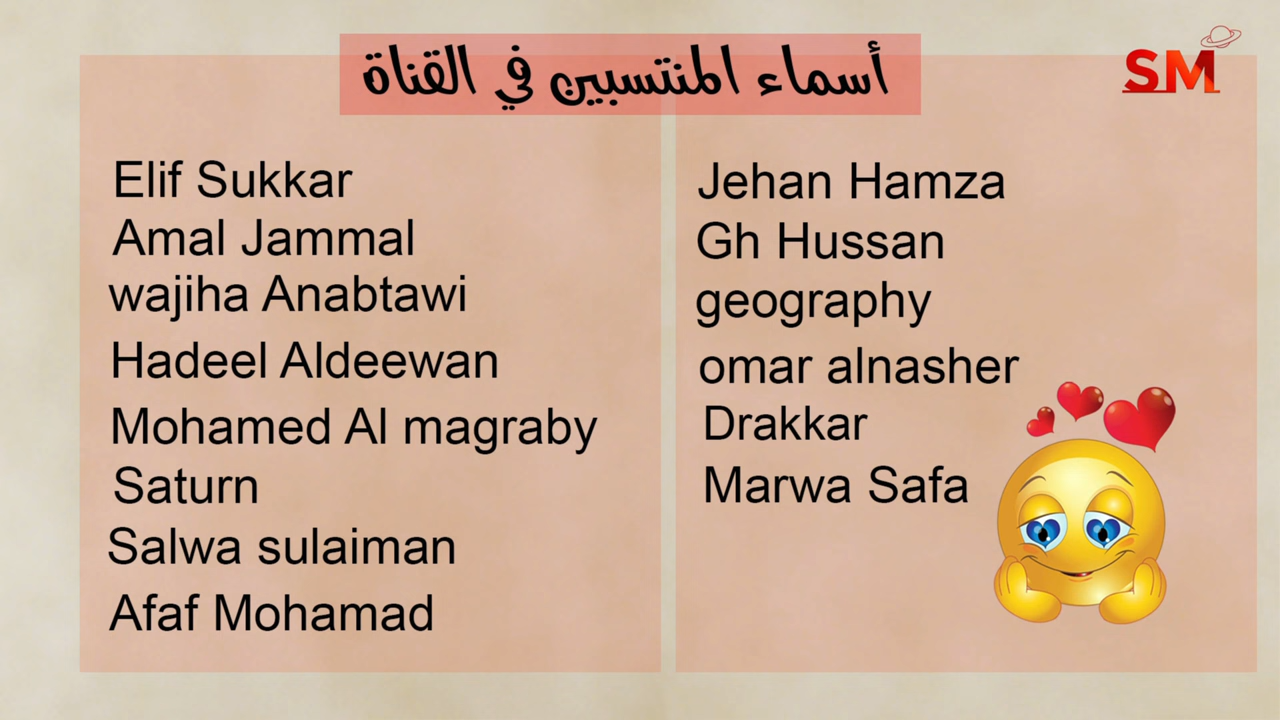 أسماء المنتسبين في القناة
SM
Elif Sukkar
Amal Jammal
wajiha Anabtawi
Hadeel Aldeewan
Mohamed Al magraby
Saturn
Salwa sulaiman
Afaf Mohamad
Jehan Hamza
Gh Hussan
geography
omar alnasher
Drakkar
Marwa Safa